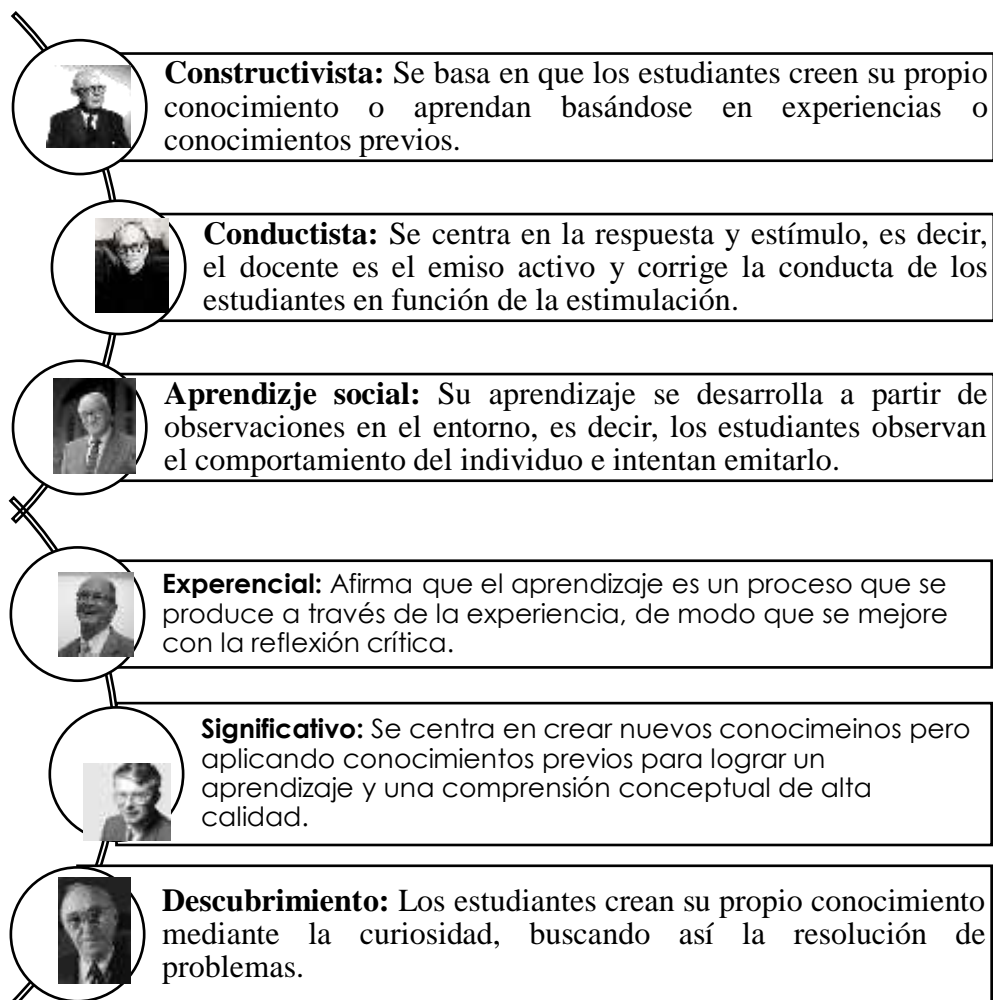 Constructivista: Se basa en que los estudiantes creen su propio
conocimiento o aprendan basándose en experiencias o
conocimientos previos.
Conductista: Se centra en la respuesta y estímulo, es decir,
el docente es el emiso activo y corrige la conducta de los
estudiantes en función de la estimulación.
Aprendizje social: Su aprendizaje se desarrolla a partir de
observaciones en el entorno, es decir, los estudiantes observan
el comportamiento del individuo e intentan emitarlo.
Experencial: Afirma que el aprendizaje es un proceso que se
produce a través de la experiencia, de modo que se mejore
con la reflexión crítica.
Significativo: Se centra en crear nuevos conocimeinos pero
aplicando conocimientos previos para lograr un
aprendizaje y una comprensión conceptual de alta
calidad.
Descubrimiento: Los estudiantes crean su propio conocimiento
mediante la curiosidad, buscando así la resolución de
problemas.